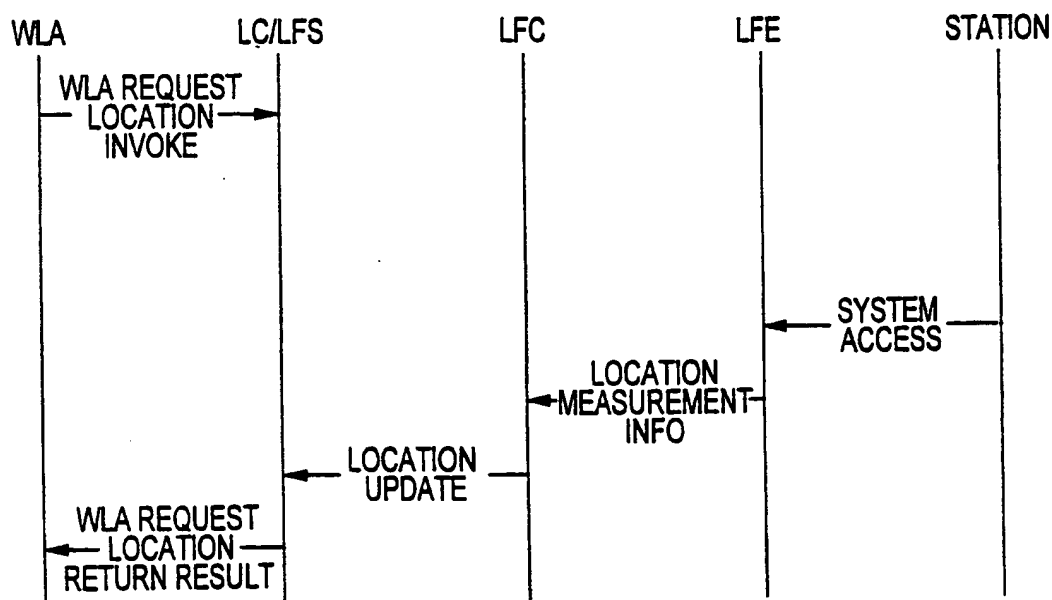 WLA LC/LFS LFC LFE STATION
WLA REQUEST
LOCATION
INVOKE
SYSTEM
ACCESS
LOCATION
MEASUREMENT
INFO
LOCATION
UPDATE
WLA REQUEST
LOCATION
RETURN RESULT